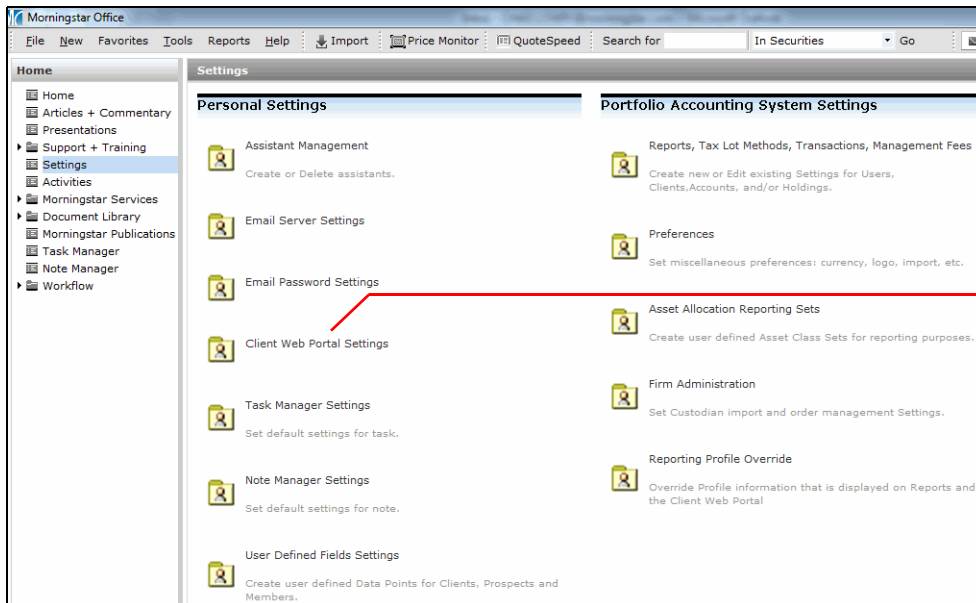 Morningstar Office
File New Favorites Tools Reports Help Import Price Monitor QuoteSpeed Search for In Securities Go
Home
Home
Articles + Commentary
Presentations
Support + Training
Settings
Activities
Morningstar Services
Document Library
Morningstar Publications
Task Manager
Note Manager
Workflow
Settings
Personal Settings
Assistant Management
Create or Delete assistants.
Email Server Settings
Email Password Settings
Client Web Portal Settings
Task Manager Settings
Set default settings for task.
Note Manager Settings
Set default settings for note.
User Defined Fields Settings
Create user defined Data Points for Clients, Prospects and
Members.
Portfolio Accounting System Settings
Reports, Tax Lot Methods, Transactions, Management Fees
Create new or Edit existing Settings for Users,
Clients,Accounts, and/or Holdings.
Preferences
Set miscellaneous preferences: currency, logo, import, etc.
Asset Allocation Reporting Sets
Create user defined Asset Class Sets for reporting purposes.
Firm Administration
Set Custodian import and order management Settings.
Reporting Profile Override
Override Profile information that is displayed on Reports and
the Client Web Portal